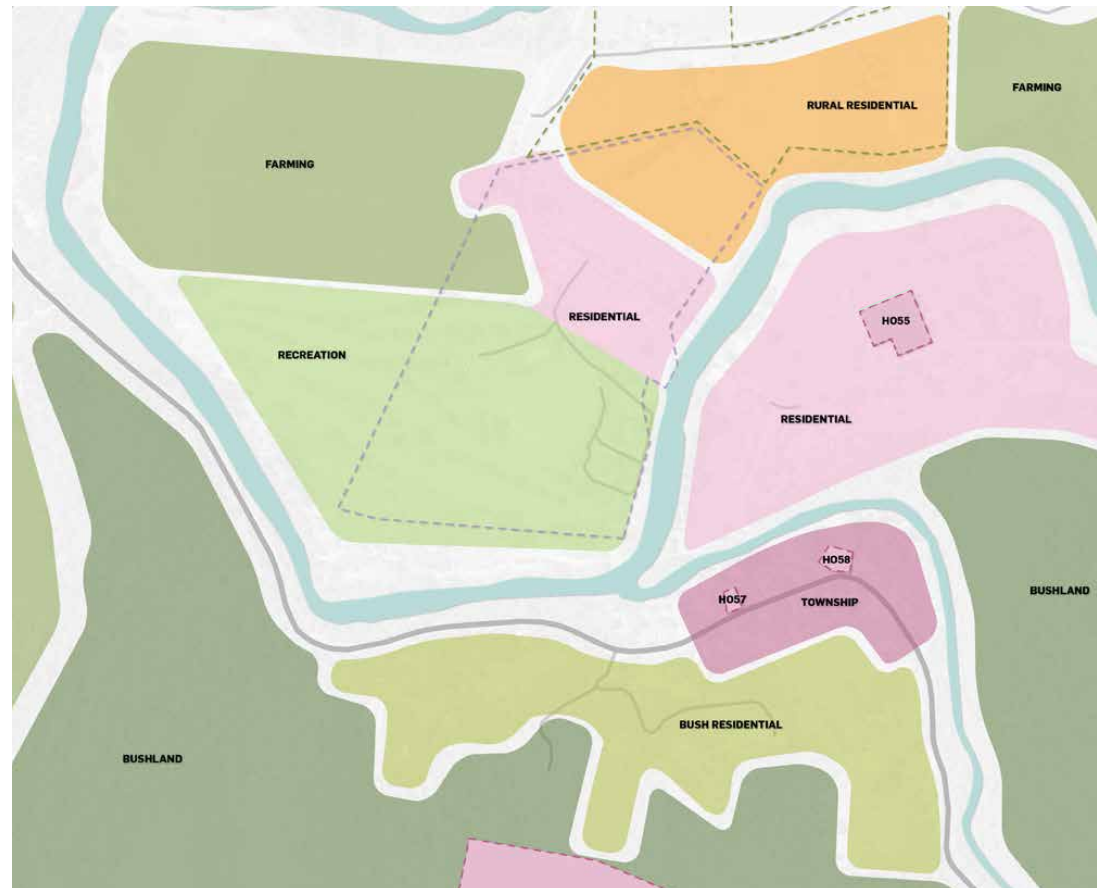 FARMING
RURAL RESIDENTIAL
FARMING
RESIDENTIAL
HO55
RECREATION
RESIDENTIAL
HO58
HO57
TOWNSHIP
BUSHLAND
BUSH RESIDENTIAL
BUSHLAND